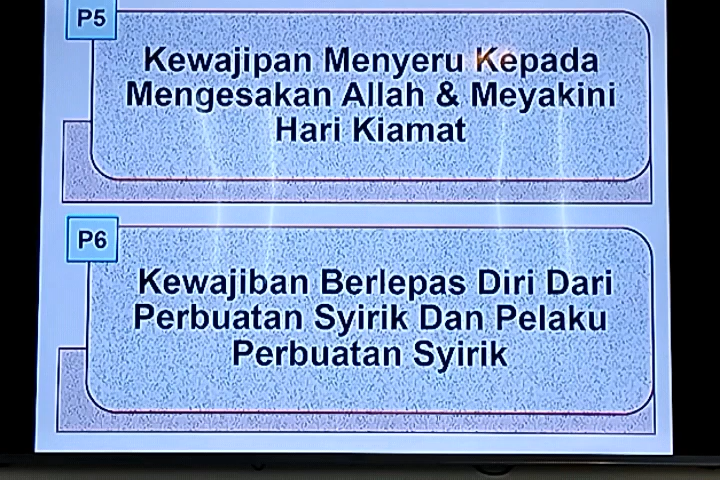 P5
Kewajipan Menyeru Kepada
Mengesakan Allah & Meyakini
Hari Kiamat
P6
Kewajiban Berlepas Diri Dari
Perbuatan Syirik Dan Pelaku
Perbuatan Syirik